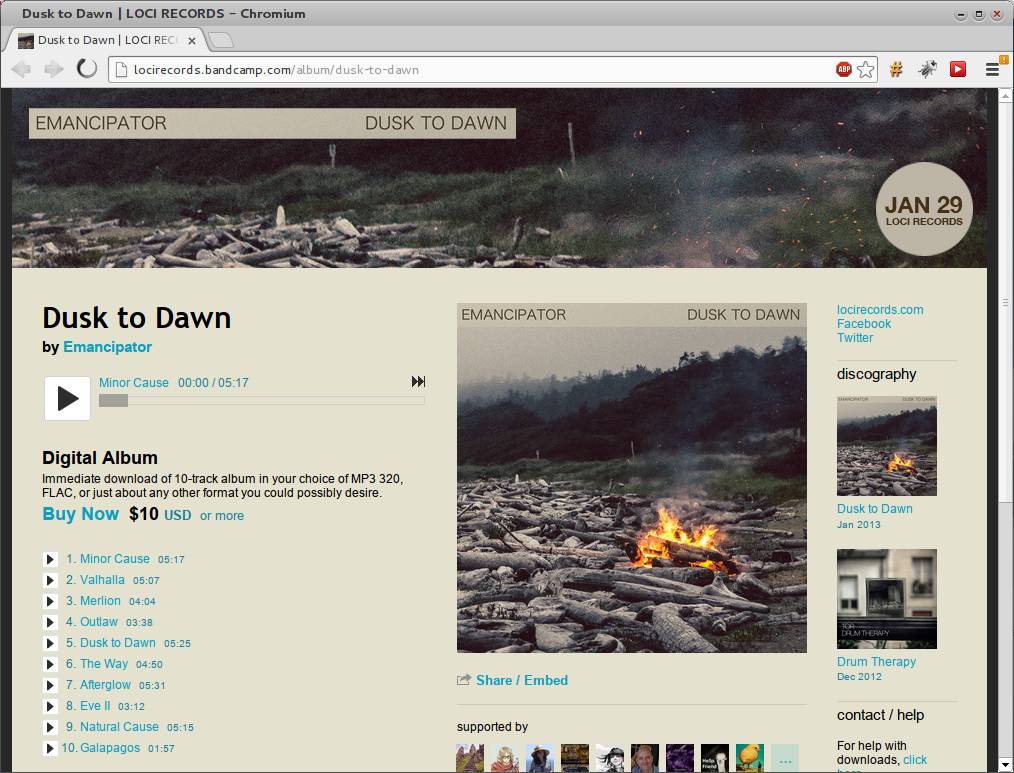 Dusk to Dawn | LOCI RECORDS - Chromium
Dusk to Dawn | LOCI REC
locirecords.bandcamp.com/album/dusk-to-dawn
ABP
EMANCIPATOR DUSK TO DAWN
JAN 29
LOCI RECORDS
Dusk to Dawn
by Emancipator
Minor Cause 00:00 / 05:17
Digital Album
Immediate download of 10-track album in your choice of MP3 320,
FLAC, or just about any other format you could possibly desire.
Buy Now $10 USD or more
1. Minor Cause 05:17
2. Valhalla 05:07
3. Merlion 04:04
4. Outlaw 03:38
5. Dusk to Dawn 05:25
6. The Way 04:50
7. Afterglow 05:31
8. Eve II 03:12
9. Natural Cause 05:15
10. Galapagos 01:57
EMANCIPATOR DUSK TO DAWN
Share / Embed
supported by
Help, Friend
...
locirecords.com
Facebook
Twitter
discography
EMANCIPATOR DUSK TO DAWN
Dusk to Dawn
Jan 2013
TOR
DRUM THERAPY
Drum Therapy
Dec 2012
contact / help
For help with
downloads, click
here